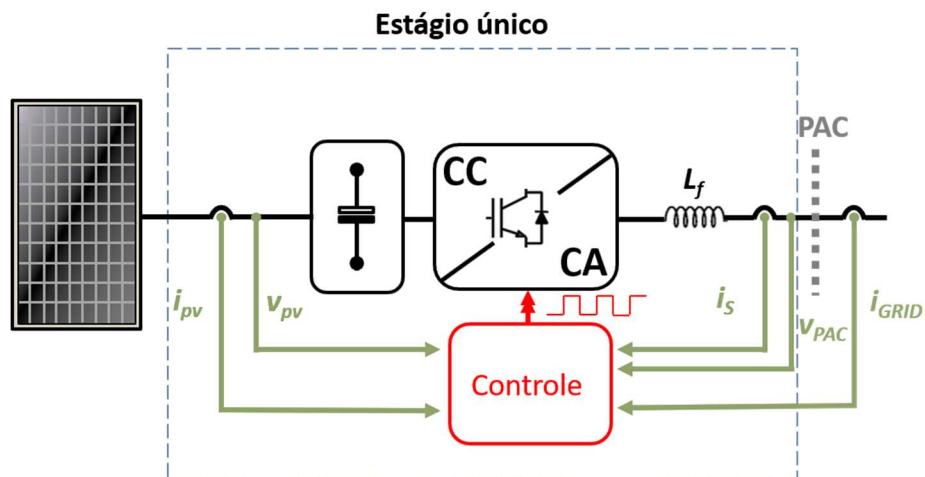 Estágio único
PAC
CC
L_f
CA
i_pv
v_pv
i_S
v_PAC
i_GRID
Controle